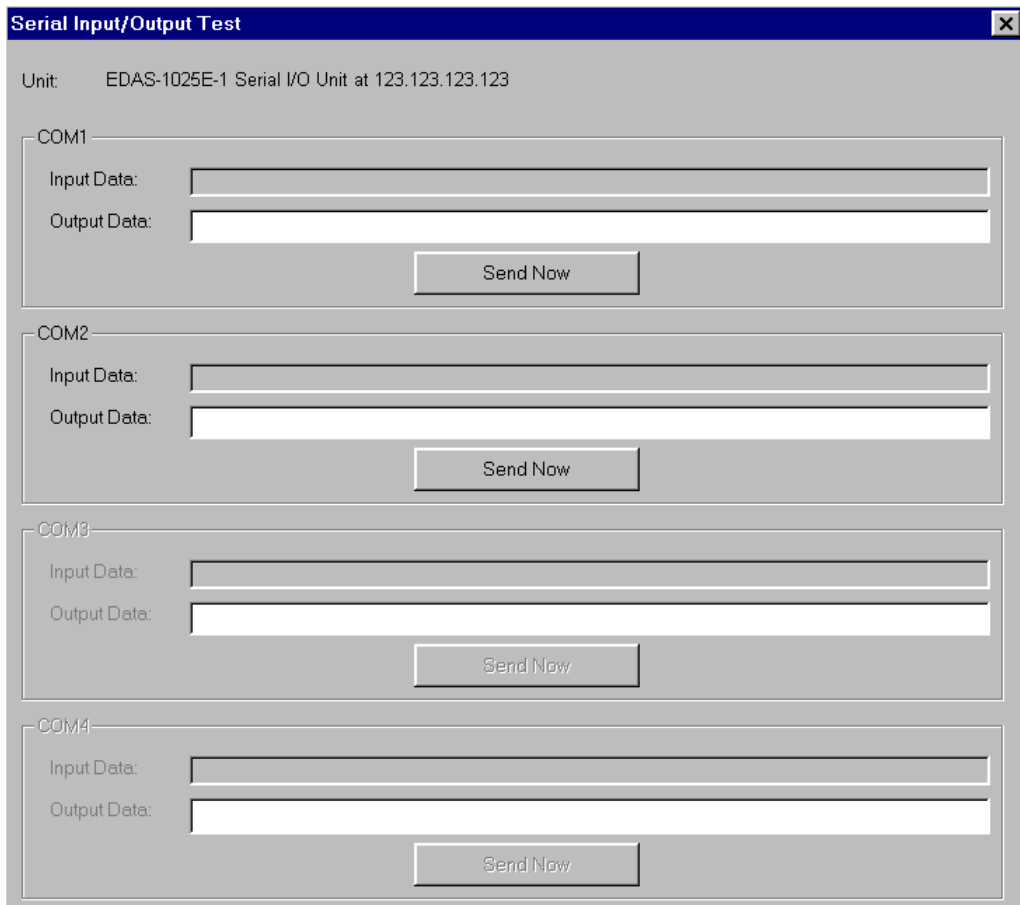 Serial Input/Output Test
Unit: EDAS-1025E-1 Serial I/O Unit at 123.123.123.123
COM1
Input Data:
Output Data:
Send Now
COM2
Input Data:
Output Data:
Send Now
COM3
Input Data:
Output Data:
Send Now
COM4
Input Data:
Output Data:
Send Now